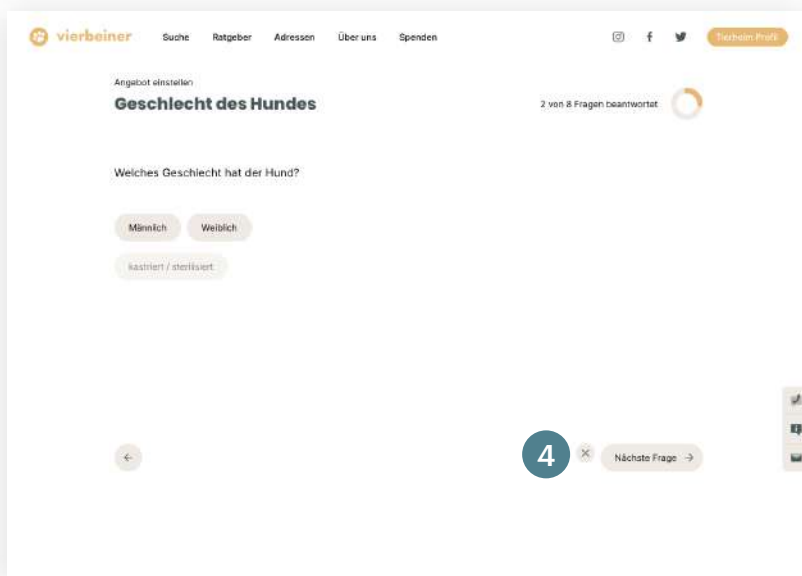 vierbeiner Suche Ratgeber Adressen Über uns Spenden Tierheim-Profil
Angebot einstellen
Geschlecht des Hundes
2 von 8 Fragen beantwortet
Welches Geschlecht hat der Hund?
Männlich Weiblich
kastriert / sterilisiert
4 Nächste Frage